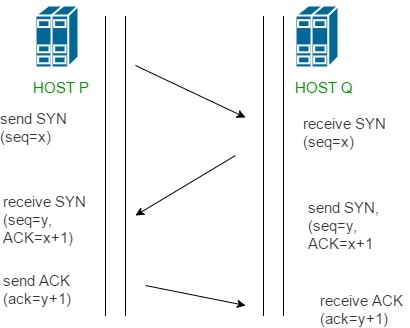 HOST P
HOST Q
send SYN
(seq=x)
receive SYN
(seq=x)
receive SYN
(seq=y,
ACK=x+1)
send SYN,
(seq=y,
ACK=x+1
send ACK
(ack=y+1)
receive ACK
(ack=y+1)